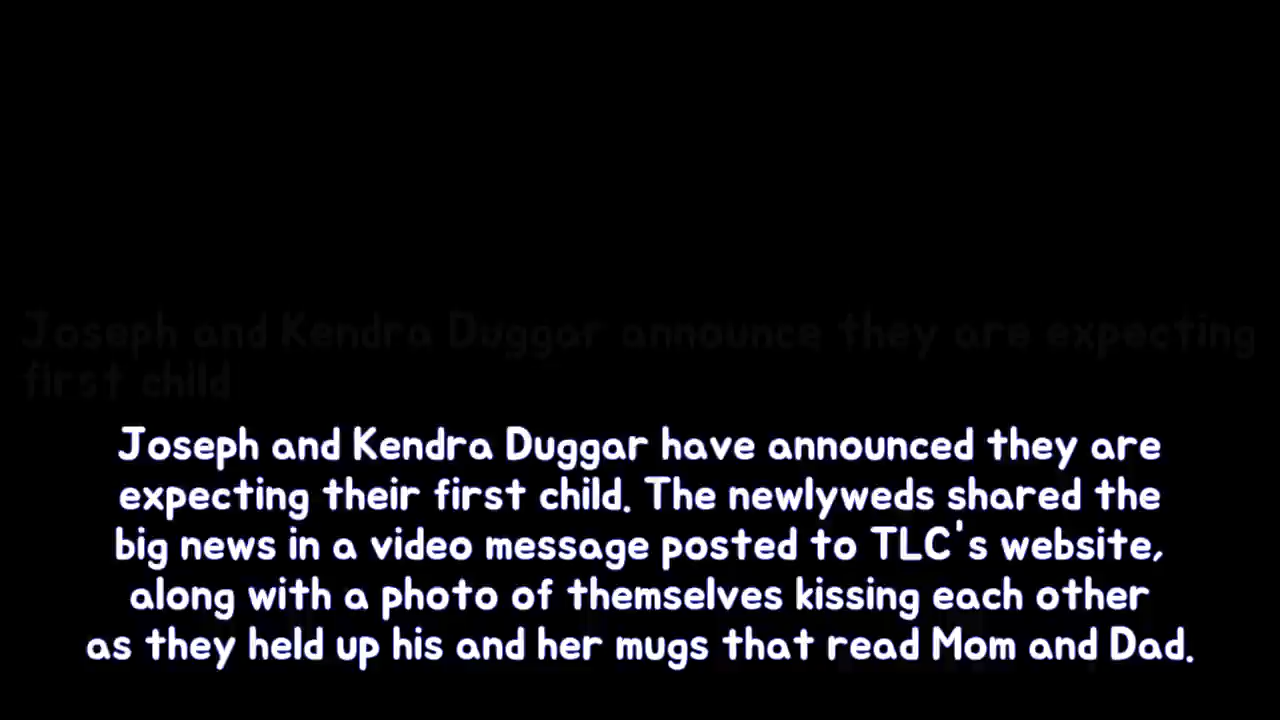 Joseph and Kendra Duggar announce they are expecting
first child
Joseph and Kendra Duggar have announced they are
expecting their first child. The newlyweds shared the
big news in a video message posted to TLC's website,
along with a photo of themselves kissing each other
as they held up his and her mugs that read Mom and Dad.